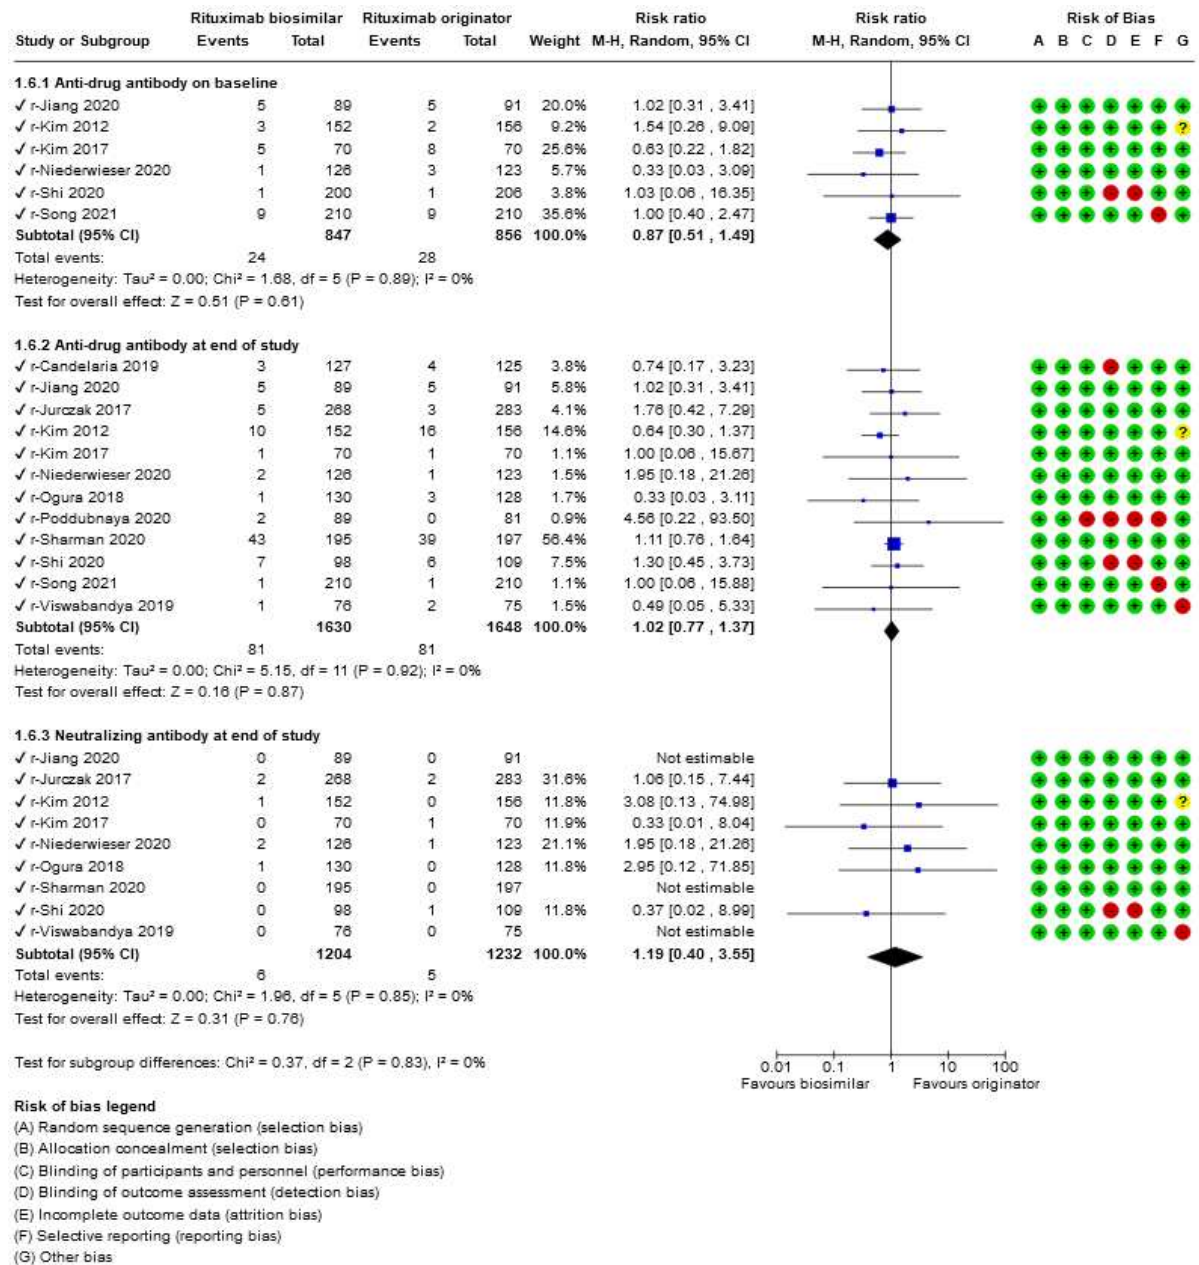 Rituximab biosimilar Rituximab originator Risk ratio Risk ratio Risk of Bias
Study or Subgroup Events Total Events Total Weight M-H, Random, 95% CI M-H, Random, 95% CI A B C D E F G
1.6.1 Anti-drug antibody on baseline
✓ r-Jiang 2020 5 89 5 91 20.0% 1.02 [0.31 , 3.41] + + + + + + +
✓ r-Kim 2012 3 152 2 156 9.2% 1.54 [0.26 , 9.09] + + + + + + ?
✓ r-Kim 2017 5 70 8 70 25.6% 0.63 [0.22 , 1.82] + + + + + + +
✓ r-Niederwieser 2020 1 126 3 123 5.7% 0.33 [0.03 , 3.09] + + + + + + +
✓ r-Shi 2020 1 200 1 206 3.8% 1.03 [0.06 , 16.35] + + + - - + +
✓ r-Song 2021 9 210 9 210 35.6% 1.00 [0.40 , 2.47] + + + + + - +
Subtotal (95% CI) 847 856 100.0% 0.87 [0.51 , 1.49]
Total events: 24 28
Heterogeneity: Tau² = 0.00; Chi² = 1.68, df = 5 (P = 0.89); I² = 0%
Test for overall effect: Z = 0.51 (P = 0.61)
1.6.2 Anti-drug antibody at end of study
✓ r-Candelaria 2019 3 127 4 125 3.8% 0.74 [0.17 , 3.23] + + + - + + +
✓ r-Jiang 2020 5 89 5 91 5.8% 1.02 [0.31 , 3.41] + + + + + + +
✓ r-Jurczak 2017 5 268 3 283 4.1% 1.76 [0.42 , 7.29] + + + + + + +
✓ r-Kim 2012 10 152 16 156 14.6% 0.64 [0.30 , 1.37] + + + + + + ?
✓ r-Kim 2017 1 70 1 70 1.1% 1.00 [0.06 , 15.67] + + + + + + +
✓ r-Niederwieser 2020 2 126 1 123 1.5% 1.95 [0.18 , 21.26] + + + + + + +
✓ r-Ogura 2018 1 130 3 128 1.7% 0.33 [0.03 , 3.11] + + + + + + +
✓ r-Poddubnaya 2020 2 89 0 81 0.9% 4.56 [0.22 , 93.50] + + - - - - +
✓ r-Sharman 2020 43 195 39 197 56.4% 1.11 [0.76 , 1.64] + + + + + + +
✓ r-Shi 2020 7 98 6 109 7.5% 1.30 [0.45 , 3.73] + + + - - + +
✓ r-Song 2021 1 210 1 210 1.1% 1.00 [0.06 , 15.88] + + + + + - +
✓ r-Viswabandya 2019 1 76 2 75 1.5% 0.49 [0.05 , 5.33] + + + + + + -
Subtotal (95% CI) 1630 1648 100.0% 1.02 [0.77 , 1.37]
Total events: 81 81
Heterogeneity: Tau² = 0.00; Chi² = 5.15, df = 11 (P = 0.92); I² = 0%
Test for overall effect: Z = 0.16 (P = 0.87)
1.6.3 Neutralizing antibody at end of study
✓ r-Jiang 2020 0 89 0 91 Not estimable + + + + + + +
✓ r-Jurczak 2017 2 268 2 283 31.6% 1.06 [0.15 , 7.44] + + + + + + +
✓ r-Kim 2012 1 152 0 156 11.8% 3.08 [0.13 , 74.98] + + + + + + ?
✓ r-Kim 2017 0 70 1 70 11.9% 0.33 [0.01 , 8.04] + + + + + + +
✓ r-Niederwieser 2020 2 126 1 123 21.1% 1.95 [0.18 , 21.26] + + + + + + +
✓ r-Ogura 2018 1 130 0 128 11.8% 2.95 [0.12 , 71.85] + + + + + + +
✓ r-Sharman 2020 0 195 0 197 Not estimable + + + + + + +
✓ r-Shi 2020 0 98 1 109 11.8% 0.37 [0.02 , 8.99] + + + - - + +
✓ r-Viswabandya 2019 0 76 0 75 Not estimable + + + + + + -
Subtotal (95% CI) 1204 1232 100.0% 1.19 [0.40 , 3.55]
Total events: 6 5
Heterogeneity: Tau² = 0.00; Chi² = 1.96, df = 5 (P = 0.85); I² = 0%
Test for overall effect: Z = 0.31 (P = 0.76)
Test for subgroup differences: Chi² = 0.37, df = 2 (P = 0.83), I² = 0%
0.01 0.1 1 10 100
Favours biosimilar Favours originator
Risk of bias legend
(A) Random sequence generation (selection bias)
(B) Allocation concealment (selection bias)
(C) Blinding of participants and personnel (performance bias)
(D) Blinding of outcome assessment (detection bias)
(E) Incomplete outcome data (attrition bias)
(F) Selective reporting (reporting bias)
(G) Other bias